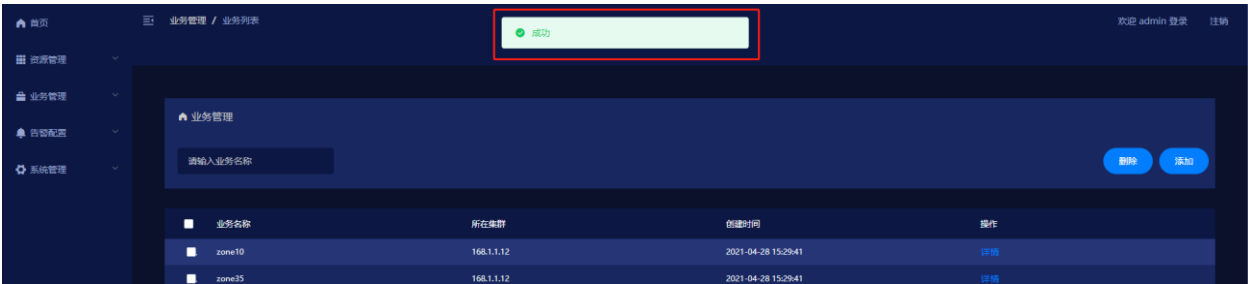 首页
业务管理 / 业务列表
成功
欢迎 admin 登录 注销
资源管理
业务管理
告警配置
系统管理
业务管理
请输入业务名称
删除 添加
业务名称 所在集群 创建时间 操作
zone10 168.1.1.12 2021-04-28 15:29:41 详情
zone35 168.1.1.12 2021-04-28 15:29:41 详情